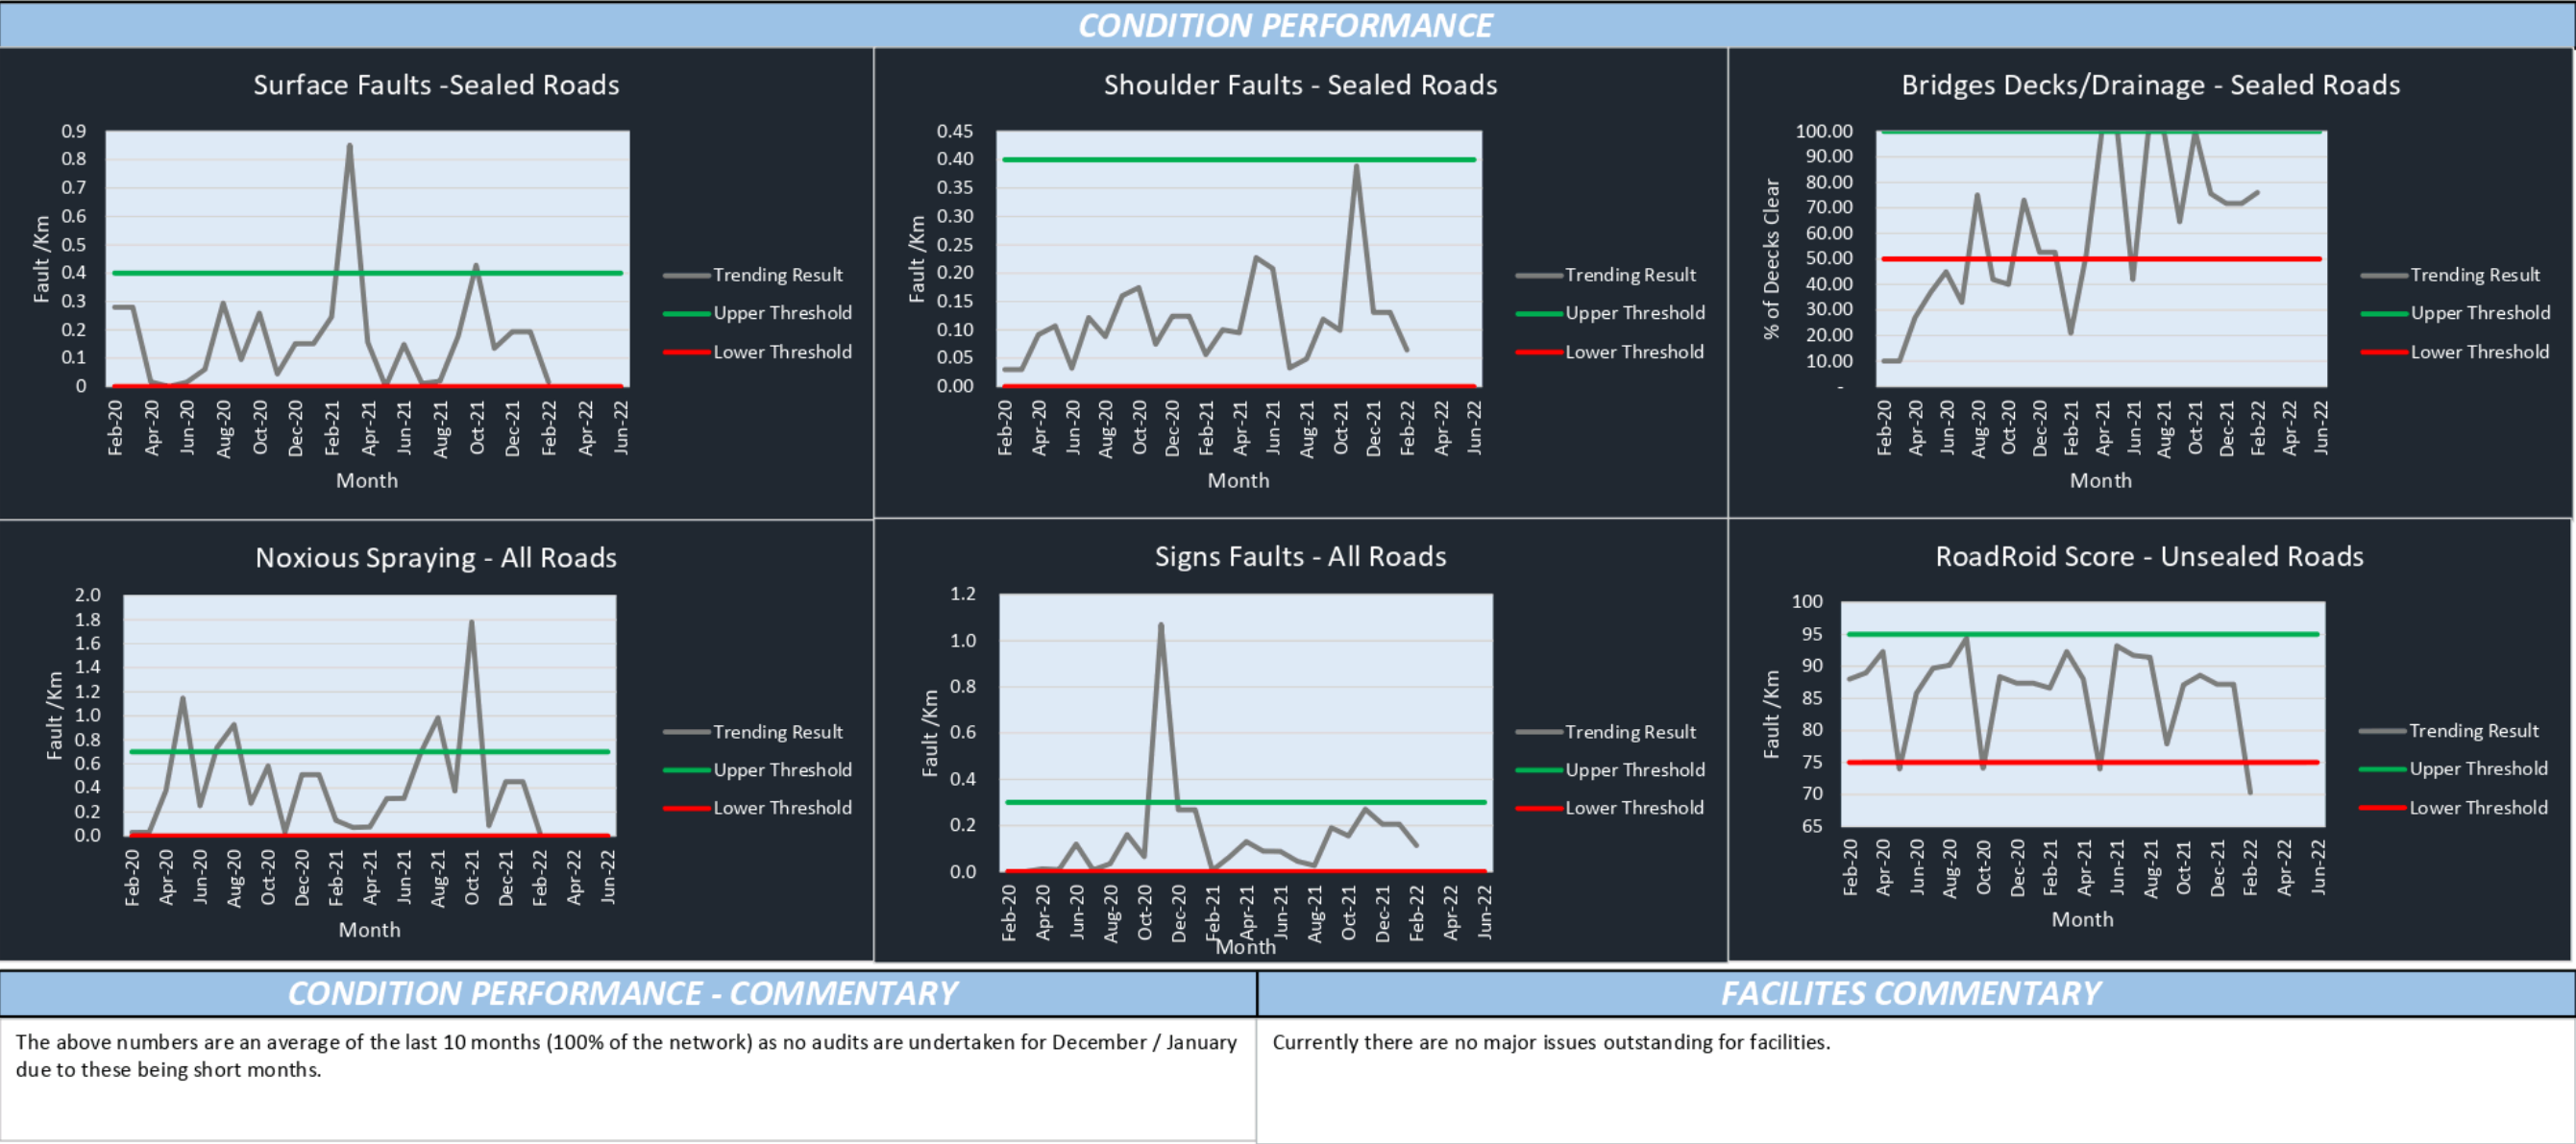 CONDITION PERFORMANCE
Surface Faults -Sealed Roads
0.9
0.8
0.7
0.6
0.5
0.4
0.3
0.2
0.1
0
Fault /Km
Feb-20
Apr-20
Jun-20
Aug-20
Oct-20
Dec-20
Feb-21
Apr-21
Jun-21
Aug-21
Oct-21
Dec-21
Feb-22
Apr-22
Jun-22
Month
Trending Result
Upper Threshold
Lower Threshold
Shoulder Faults - Sealed Roads
0.45
0.40
0.35
0.30
0.25
0.20
0.15
0.10
0.05
0.00
Fault /Km
Feb-20
Apr-20
Jun-20
Aug-20
Oct-20
Dec-20
Feb-21
Apr-21
Jun-21
Aug-21
Oct-21
Dec-21
Feb-22
Apr-22
Jun-22
Month
Trending Result
Upper Threshold
Lower Threshold
Bridges Decks/Drainage - Sealed Roads
100.00
90.00
80.00
70.00
60.00
50.00
40.00
30.00
20.00
10.00
-
% of Deecks Clear
Feb-20
Apr-20
Jun-20
Aug-20
Oct-20
Dec-20
Feb-21
Apr-21
Jun-21
Aug-21
Oct-21
Dec-21
Feb-22
Apr-22
Jun-22
Month
Trending Result
Upper Threshold
Lower Threshold
Noxious Spraying - All Roads
2.0
1.8
1.6
1.4
1.2
1.0
0.8
0.6
0.4
0.2
0.0
Fault /Km
Feb-20
Apr-20
Jun-20
Aug-20
Oct-20
Dec-20
Feb-21
Apr-21
Jun-21
Aug-21
Oct-21
Dec-21
Feb-22
Apr-22
Jun-22
Month
Trending Result
Upper Threshold
Lower Threshold
Signs Faults - All Roads
1.2
1.0
0.8
0.6
0.4
0.2
0.0
Fault /Km
Feb-20
Apr-20
Jun-20
Aug-20
Oct-20
Dec-20
Feb-21
Apr-21
Jun-21
Aug-21
Oct-21
Dec-21
Feb-22
Apr-22
Jun-22
Month
Trending Result
Upper Threshold
Lower Threshold
RoadRoid Score - Unsealed Roads
100
95
90
85
80
75
70
65
Fault /Km
Feb-20
Apr-20
Jun-20
Aug-20
Oct-20
Dec-20
Feb-21
Apr-21
Jun-21
Aug-21
Oct-21
Dec-21
Feb-22
Apr-22
Jun-22
Month
Trending Result
Upper Threshold
Lower Threshold
CONDITION PERFORMANCE - COMMENTARY
The above numbers are an average of the last 10 months (100% of the network) as no audits are undertaken for December / January
due to these being short months.
FACILITES COMMENTARY
Currently there are no major issues outstanding for facilities.